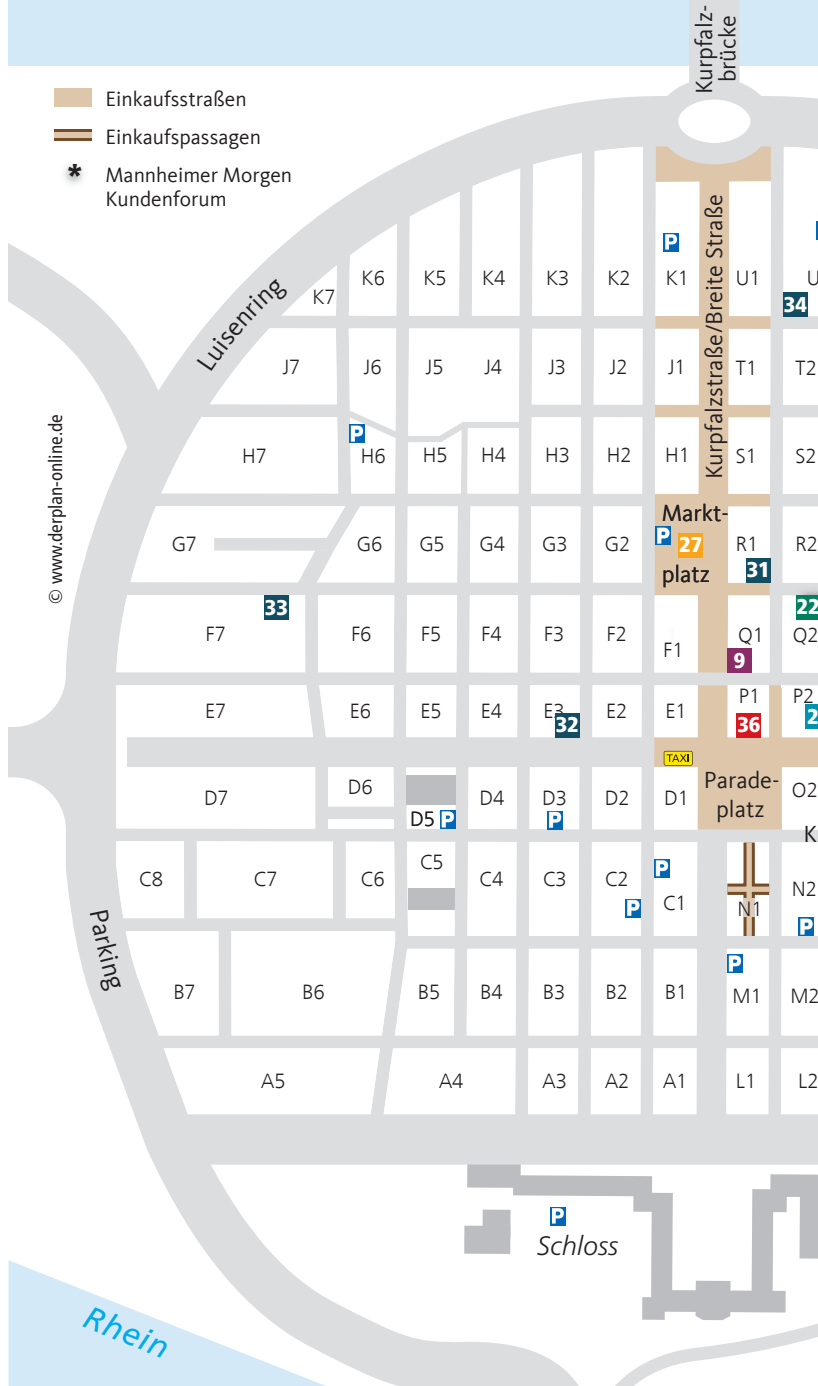 Kurpfalz-
brücke
Einkaufsstraßen
Einkaufspassagen
* Mannheimer Morgen
Kundenforum
Kurpfalzstraße/Breite Straße
Luisenring
P
P
K7 K6 K5 K4 K3 K2 K1 U1 U
34
J7 J6 J5 J4 J3 J2 J1 T1 T2
P
H7 H6 H5 H4 H3 H2 H1 S1 S2
© www.derplan-online.de
Markt-
P 27
platz
G7 G6 G5 G4 G3 G2 R1 R2
31
33 22
F7 F6 F5 F4 F3 F2 F1 Q1 Q2
9
E7 E6 E5 E4 E3 E2 E1 P1 P2
32 36 2
TAXI
Parade-
platz
D7 D6 D5 P D4 D3 D2 D1 O2
P
K
C8 C7 C6 C5 C4 C3 C2 C1 N1 N2
P P P
Parking
P
B7 B6 B5 B4 B3 B2 B1 M1 M2
A5 A4 A3 A2 A1 L1 L2
P
Schloss
Rhein